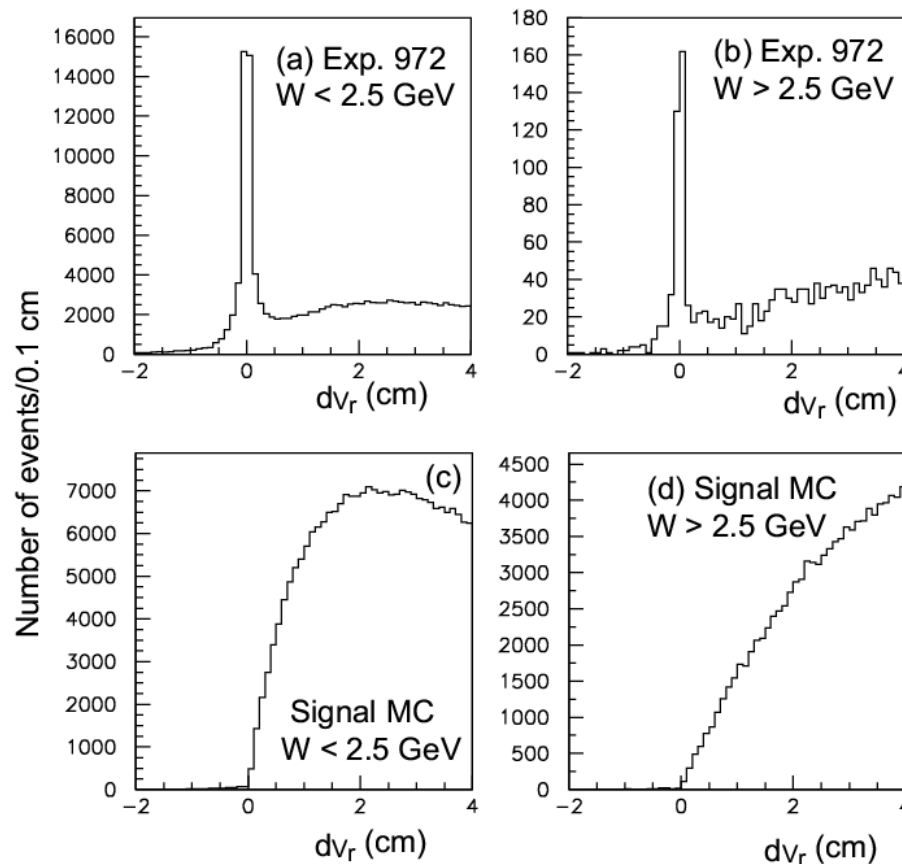 Number of events/0.1 cm
(a) Exp. 972
W < 2.5 GeV
16000
14000
12000
10000
8000
6000
4000
2000
0
-2 0 2 4
dVr (cm)
(b) Exp. 972
W > 2.5 GeV
180
160
140
120
100
80
60
40
20
0
-2 0 2 4
dVr (cm)
(c)
Signal MC
W < 2.5 GeV
7000
6000
5000
4000
3000
2000
1000
0
-2 0 2 4
dVr (cm)
(d) Signal MC
W > 2.5 GeV
4500
4000
3500
3000
2500
2000
1500
1000
500
0
-2 0 2 4
dVr (cm)